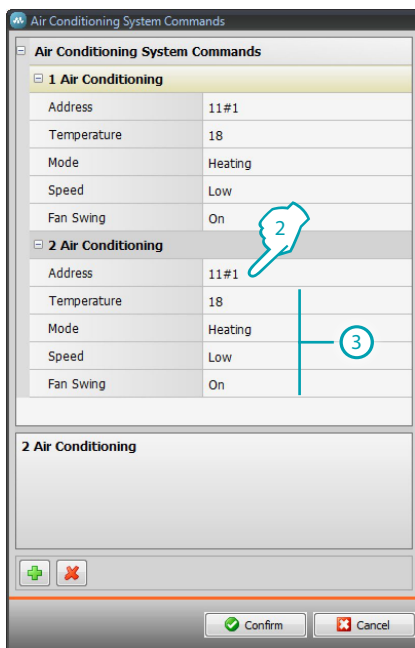 Air Conditioning System Commands
Air Conditioning System Commands
1 Air Conditioning
Address 11#1
Temperature 18
Mode Heating
Speed Low
Fan Swing On
2
2 Air Conditioning
Address 11#1
Temperature 18
Mode Heating
3
Speed Low
Fan Swing On
2 Air Conditioning
Confirm Cancel